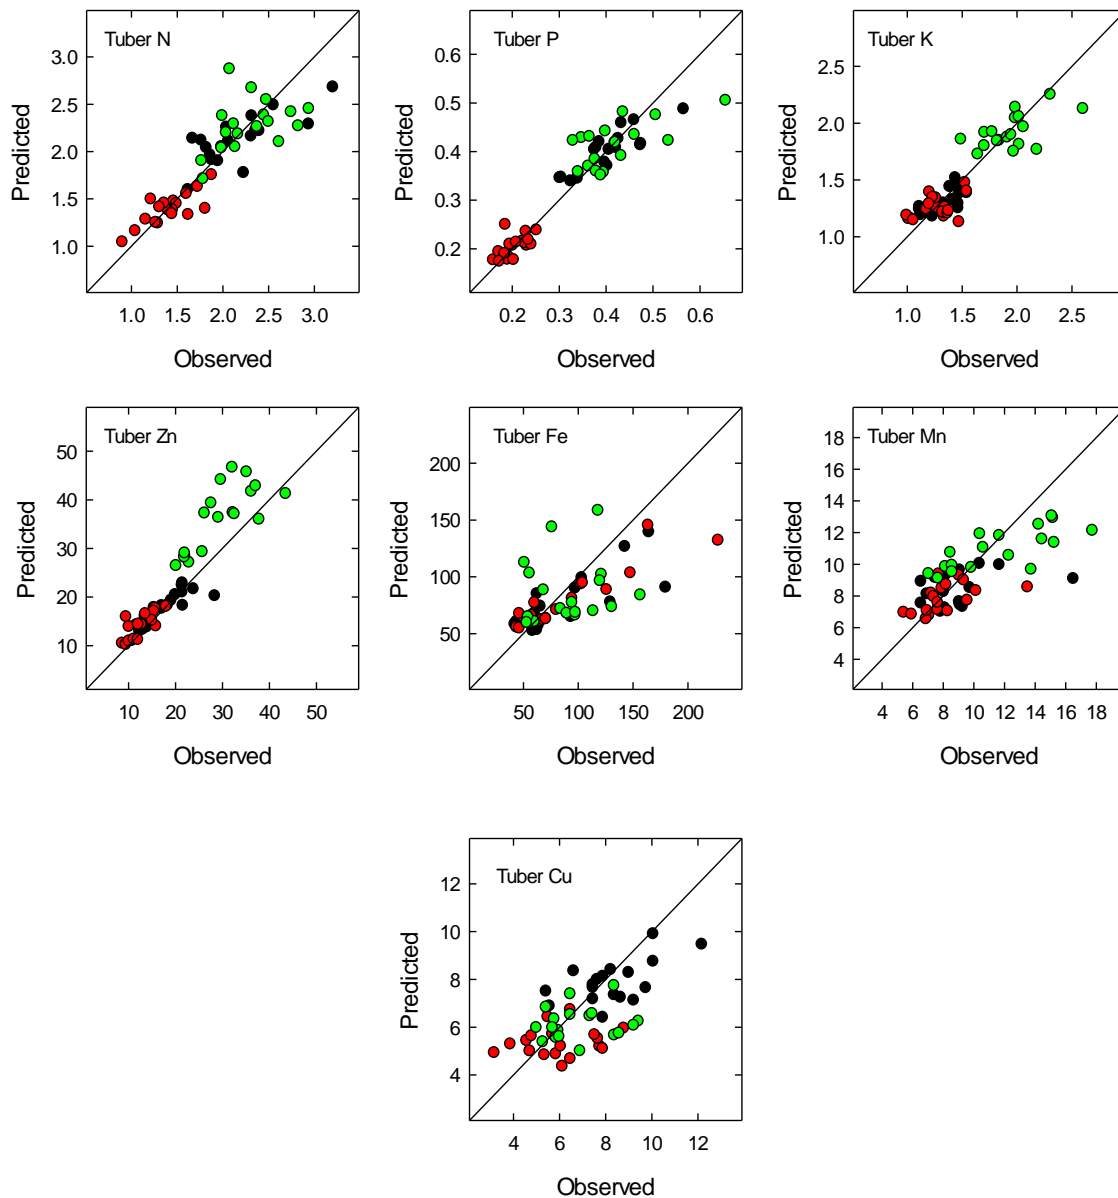 Tuber N
Predicted
3.0
2.5
2.0
1.5
1.0
1.0 1.5 2.0 2.5 3.0
Observed
Tuber P
Predicted
0.6
0.5
0.4
0.3
0.2
0.2 0.3 0.4 0.5 0.6
Observed
Tuber K
Predicted
2.5
2.0
1.5
1.0
1.0 1.5 2.0 2.5
Observed
Tuber Zn
Predicted
50
40
30
20
10
10 20 30 40 50
Observed
Tuber Fe
Predicted
200
150
100
50
50 100 150 200
Observed
Tuber Mn
Predicted
18
16
14
12
10
8
6
4
4 6 8 10 12 14 16 18
Observed
Tuber Cu
Predicted
12
10
8
6
4
4 6 8 10 12
Observed